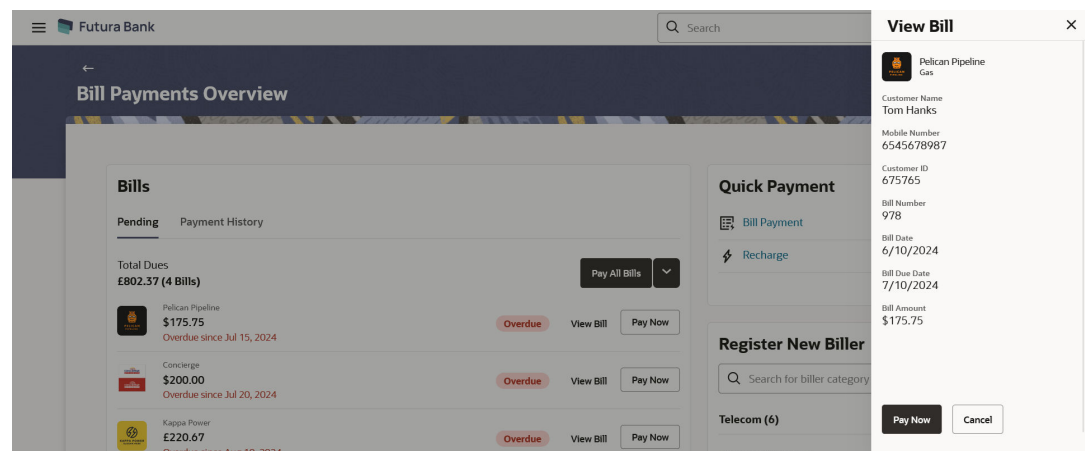 Futura Bank
Search
Bill Payments Overview
Bills
Pending Payment History
Total Dues
£802.37 (4 Bills)
Pay All Bills
Pelican Pipeline
$175.75
Overdue since Jul 15, 2024
Overdue View Bill Pay Now
Concierge
$200.00
Overdue since Jul 20, 2024
Overdue View Bill Pay Now
Kappa Power
£220.67
Overdue View Bill Pay Now
Quick Payment
Bill Payment
Recharge
Register New Biller
Search for biller category
Telecom (6)
View Bill
Pelican Pipeline
Gas
Customer Name
Tom Hanks
Mobile Number
6545678987
Customer ID
675765
Bill Number
978
Bill Date
6/10/2024
Bill Due Date
7/10/2024
Bill Amount
$175.75
Pay Now Cancel